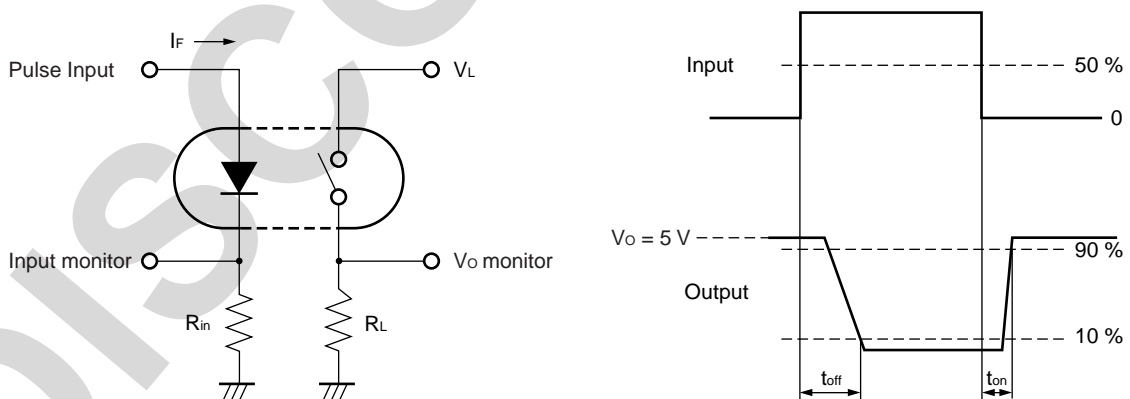 IF
Pulse Input
VL
Input monitor
VO monitor
Rin
RL
Input
50 %
0
VO = 5 V
90 %
Output
10 %
toff
ton